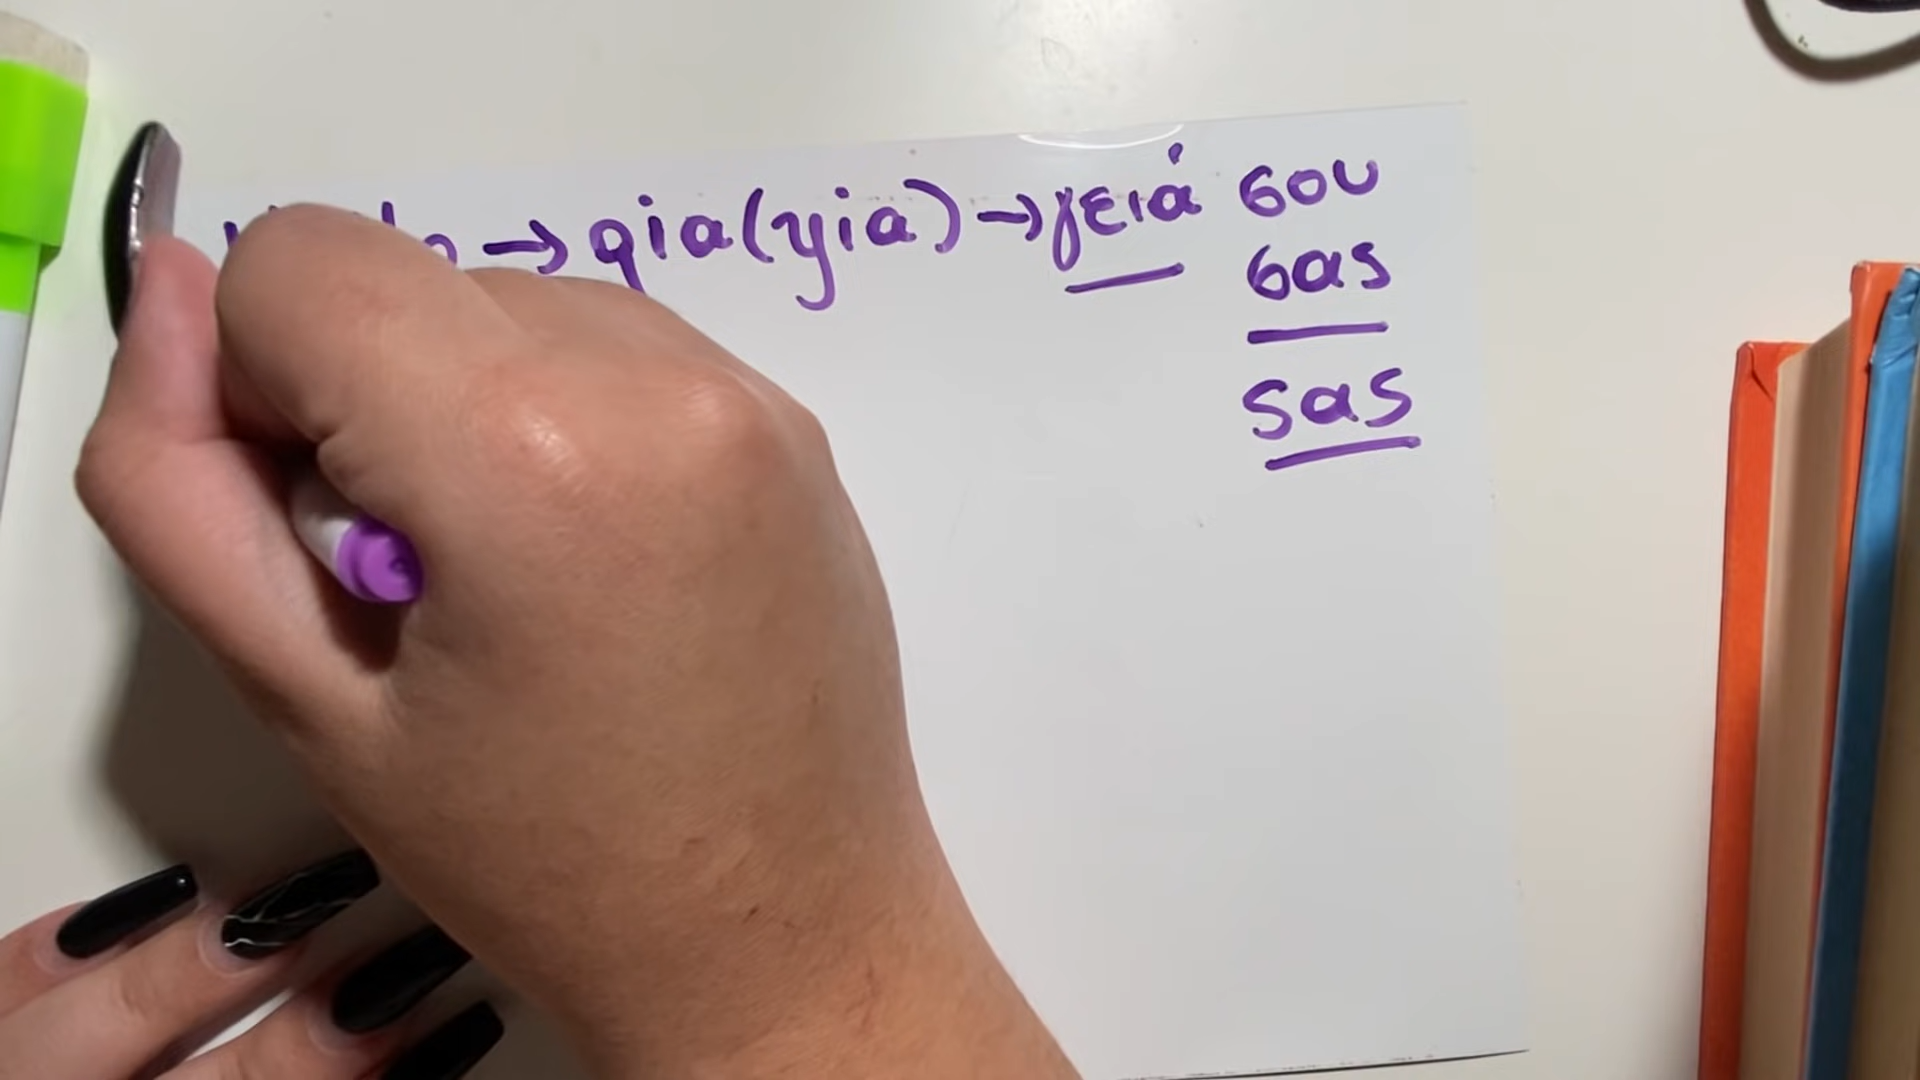 → gia (yia) → γειά σου
σας
sas